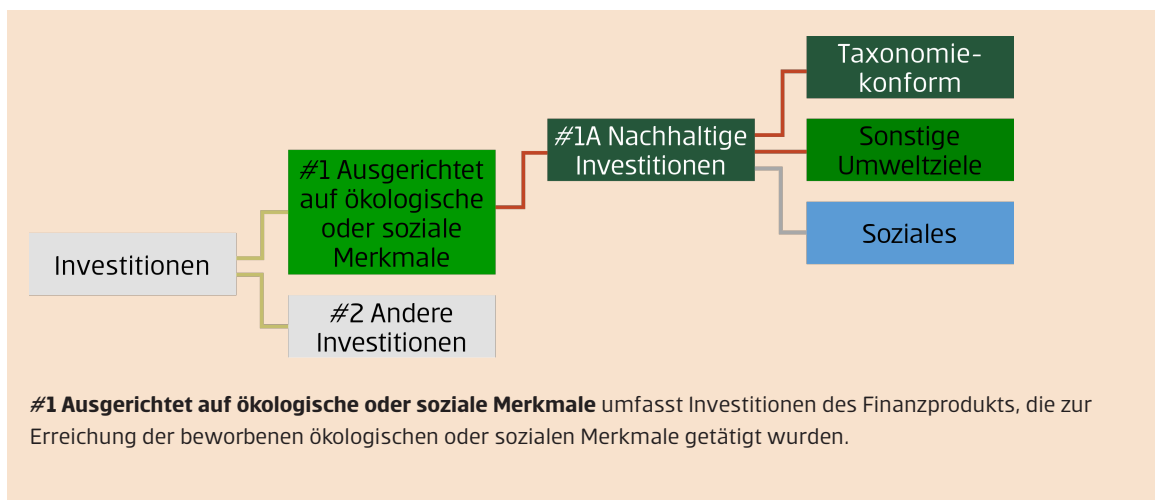 Taxonomie-
konform
#1A Nachhaltige
Investitionen
Sonstige
Umweltziele
#1 Ausgerichtet
auf ökologische
oder soziale
Merkmale
Soziales
Investitionen
#2 Andere
Investitionen
#1 Ausgerichtet auf ökologische oder soziale Merkmale umfasst Investitionen des Finanzprodukts, die zur
Erreichung der beworbenen ökologischen oder sozialen Merkmale getätigt wurden.